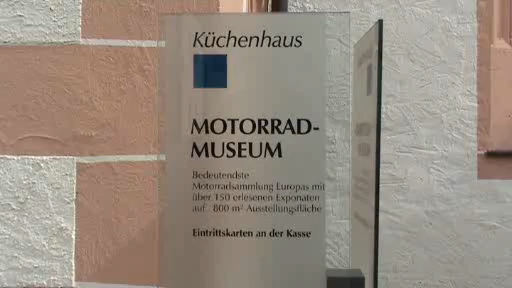 Küchenhaus
MOTORRAD-
MUSEUM
Bedeutendste
Motorradsammlung Europas mit
über 150 erlesenen Exponaten
auf 800 m² Ausstellungsfläche
Eintrittskarten an der Kasse